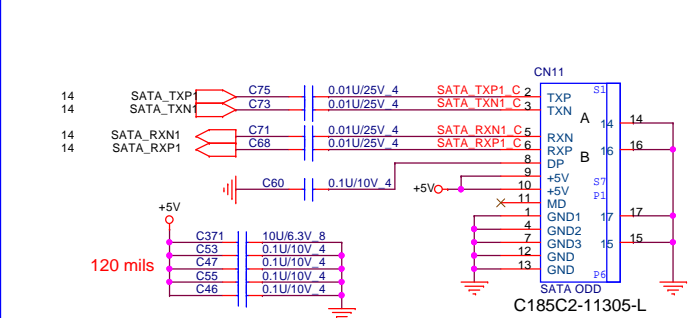 CN11
14 SATA_TXP1 C75 0.01U/25V_4 SATA_TXP1_C 2 TXP S1
14 SATA_TXN1 C73 0.01U/25V_4 SATA_TXN1_C 3 TXN A 14 14
14 SATA_RXN1 C71 0.01U/25V_4 SATA_RXN1_C 5 RXN
14 SATA_RXP1 C68 0.01U/25V_4 SATA_RXP1_C 6 RXP B 16 16
8 DP
C60 0.1U/10V_4 +5V 9 +5V S7
10 +5V P1
11 MD
+5V 1 GND1 17 17
4 GND2
C371 10U/6.3V_8 7 GND3 15 15
C53 0.1U/10V_4 12 GND
120 mils C47 0.1U/10V_4 13 GND P6
C55 0.1U/10V_4
C46 0.1U/10V_4
SATA ODD
C185C2-11305-L